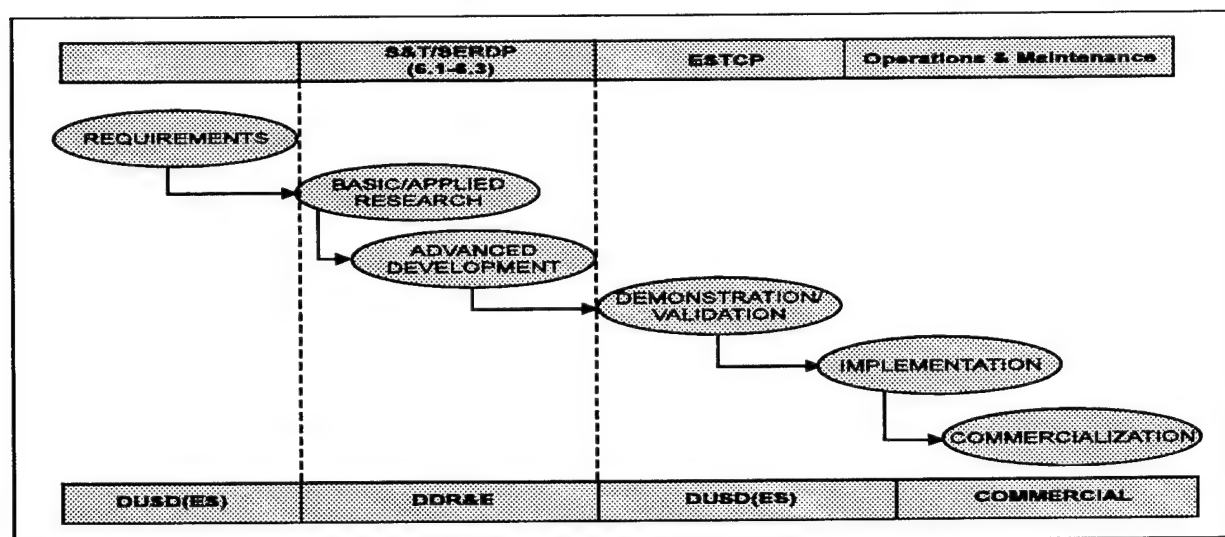 S&T/SERDP
(6.1-6.3)
ESTCP
Operations & Maintenance
REQUIREMENTS
BASIC/APPLIED
RESEARCH
ADVANCED
DEVELOPMENT
DEMONSTRATION/
VALIDATION
IMPLEMENTATION
COMMERCIALIZATION
DUSD(ES)
DDR&E
DUSD(ES)
COMMERCIAL